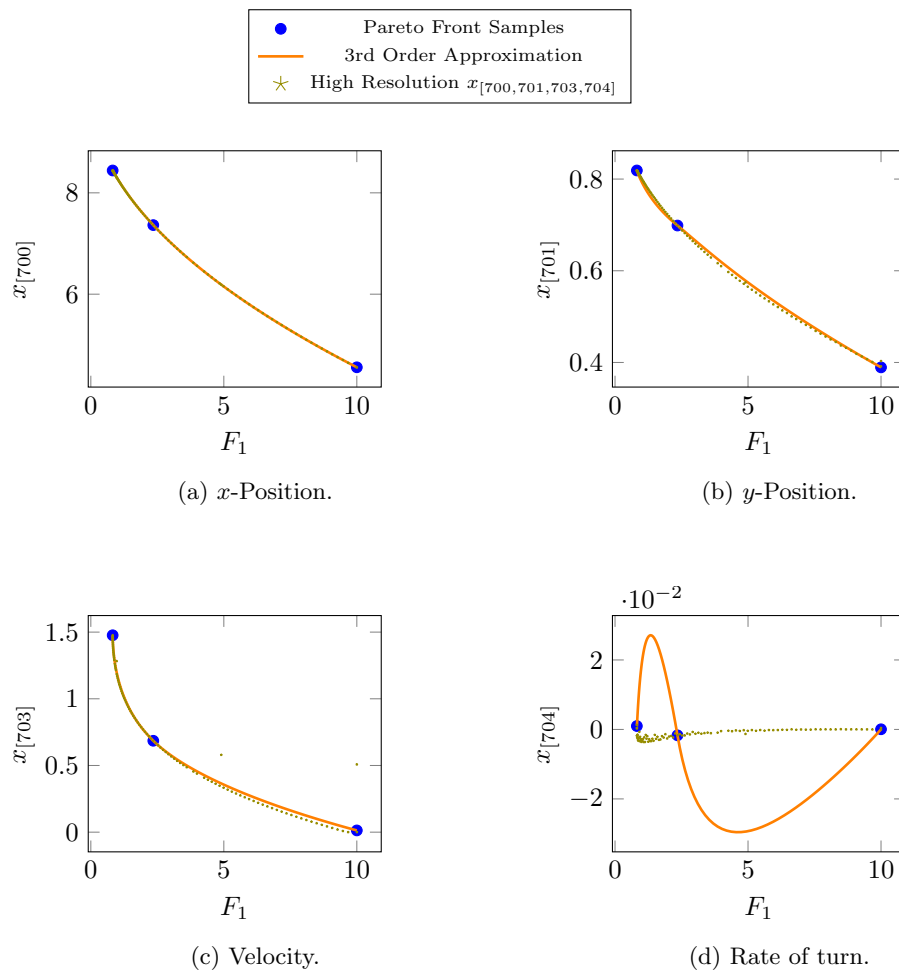 Pareto Front Samples
3rd Order Approximation
High Resolution x[700,701,703,704]
8
6
x[700]
0 5 10
F1
(a) x-Position.
0.8
0.6
0.4
x[701]
0 5 10
F1
(b) y-Position.
1.5
1
0.5
0
x[703]
0 5 10
F1
(c) Velocity.
·10−2
2
0
−2
x[704]
0 5 10
F1
(d) Rate of turn.